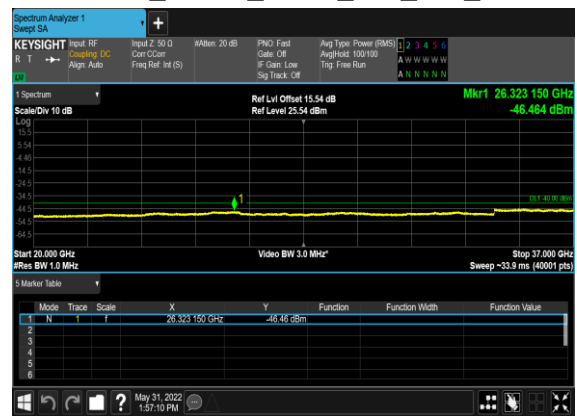 Spectrum Analyzer 1
Swept SA
KEYSIGHT
R T
Input: RF
Coupling: DC
Align: Auto
Input Z: 50 Ω
Corr CCorr
Freq Ref: Int (S)
#Atten: 20 dB
PNO: Fast
Gate: Off
IF Gain: Low
Sig Track: Off
Avg Type: Power (RMS)
Avg|Hold: 100/100
Trig: Free Run
1 2 3 4 5 6
A W W W W W
A N N N N N
1 Spectrum
Scale/Div 10 dB
Ref Lvl Offset 15.54 dB
Ref Level 25.54 dBm
Mkr1 26.323 150 GHz
-46.464 dBm
Log
15.5
5.54
-4.46
-14.5
-24.5
-34.5
-44.5
-54.5
-64.5
1
Start 20.000 GHz
#Res BW 1.0 MHz
Video BW 3.0 MHz*
Stop 37.000 GHz
Sweep ~33.9 ms (40001 pts)
5 Marker Table
Mode Trace Scale X Y Function Function Width Function Value
1 N 1 f 26.323 150 GHz -46.46 dBm
2
3
4
5
6
?
May 31, 2022
1:57:10 PM